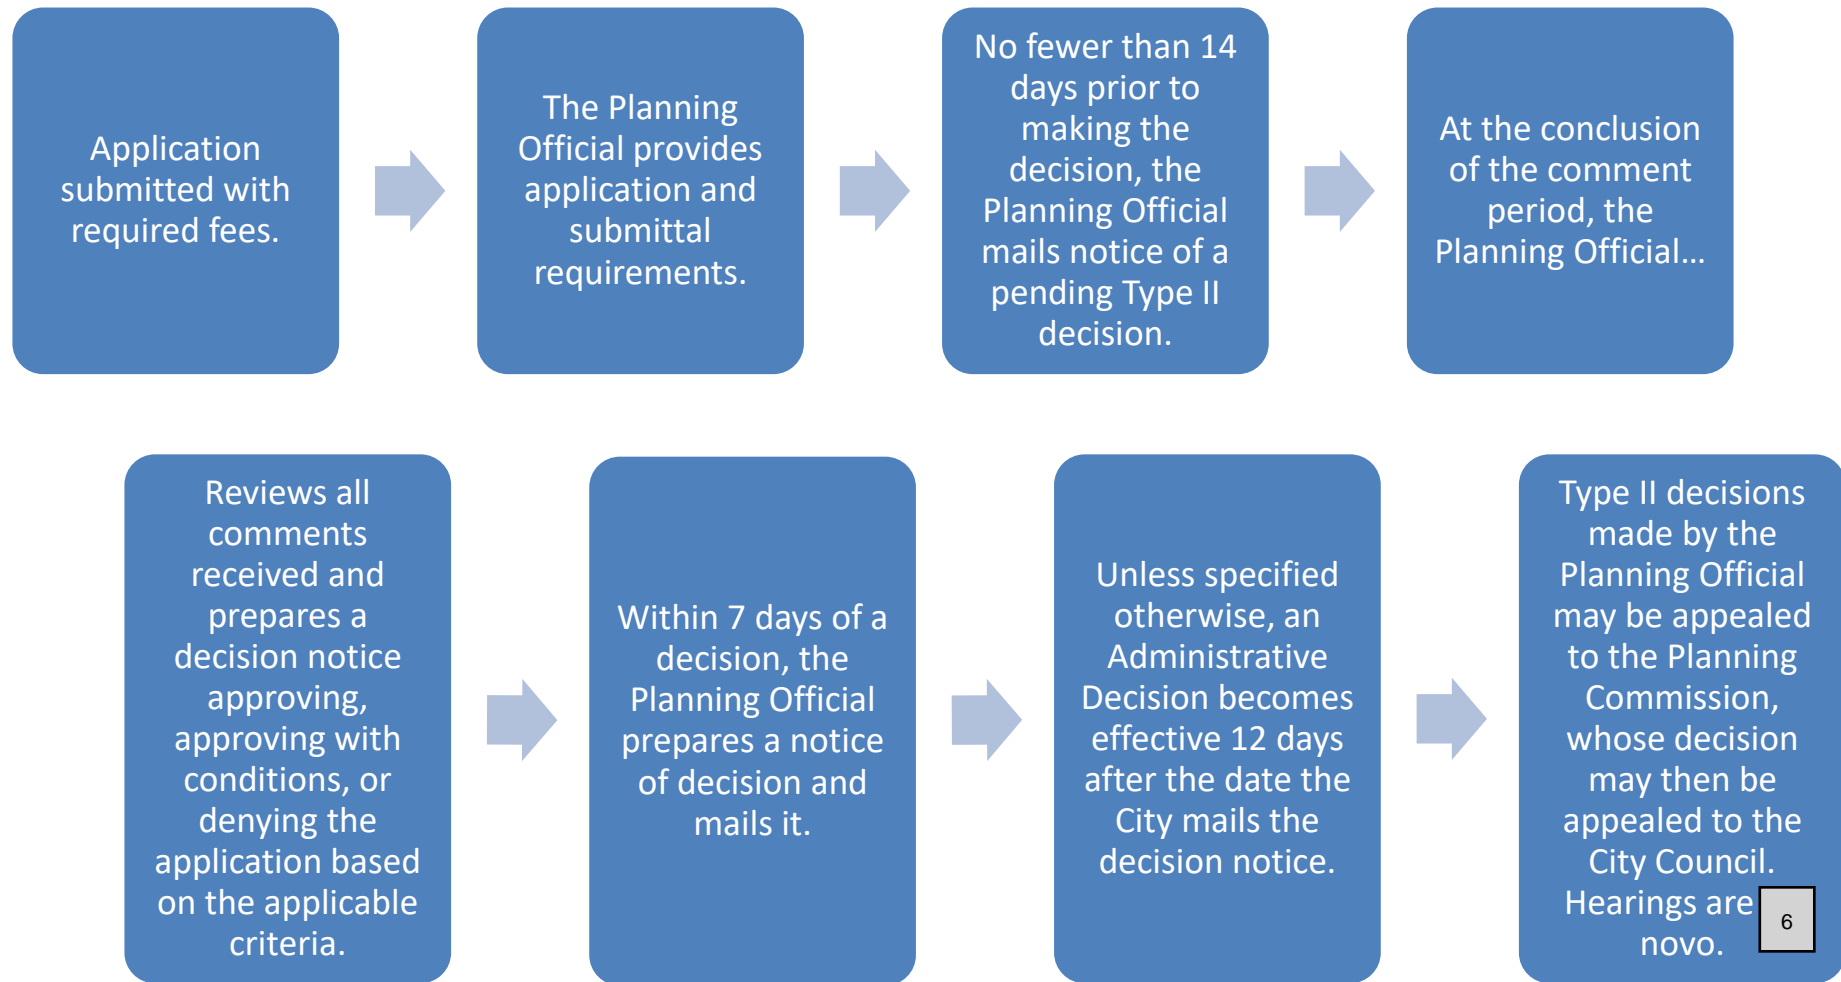 Application
submitted with
required fees.
The Planning
Official provides
application and
submittal
requirements.
No fewer than 14
days prior to
making the
decision, the
Planning Official
mails notice of a
pending Type II
decision.
At the conclusion
of the comment
period, the
Planning Official...
Reviews all
comments
received and
prepares a
decision notice
approving,
approving with
conditions, or
denying the
application based
on the applicable
criteria.
Within 7 days of a
decision, the
Planning Official
prepares a notice
of decision and
mails it.
Unless specified
otherwise, an
Administrative
Decision becomes
effective 12 days
after the date the
City mails the
decision notice.
Type II decisions
made by the
Planning Official
may be appealed
to the Planning
Commission,
whose decision
may then be
appealed to the
City Council.
Hearings are
novo.
6